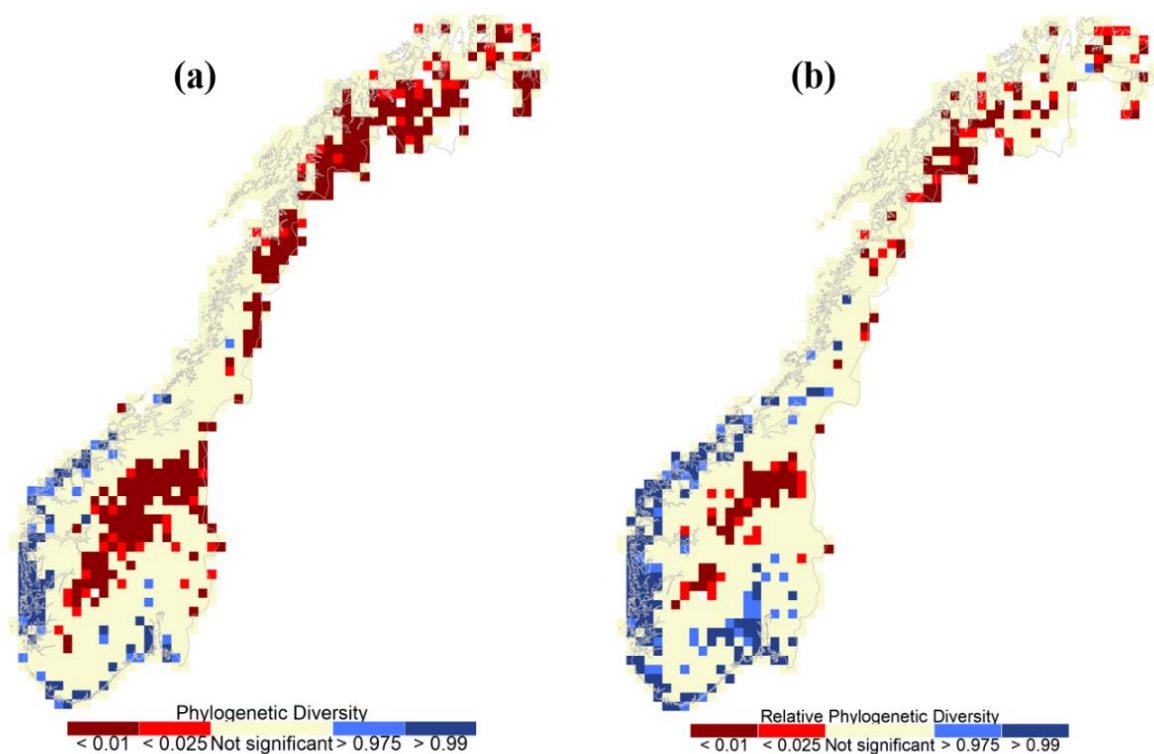 (a)
(b)
Phylogenetic Diversity
< 0.01 < 0.025 Not significant > 0.975 > 0.99
Relative Phylogenetic Diversity
< 0.01 < 0.025 Not significant > 0.975 > 0.99